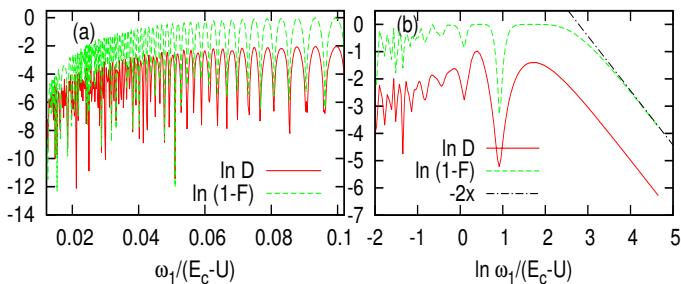 (a)
0
-2
-4
-6
-8
-10
-12
-14
ln D
ln (1-F)
0.02 0.04 0.06 0.08 0.1
ω₁/(E_c-U)
(b)
0
-1
-2
-3
-4
-5
-6
-7
ln D
ln (1-F)
-2x
-2 -1 0 1 2 3 4 5
ln ω₁/(E_c-U)